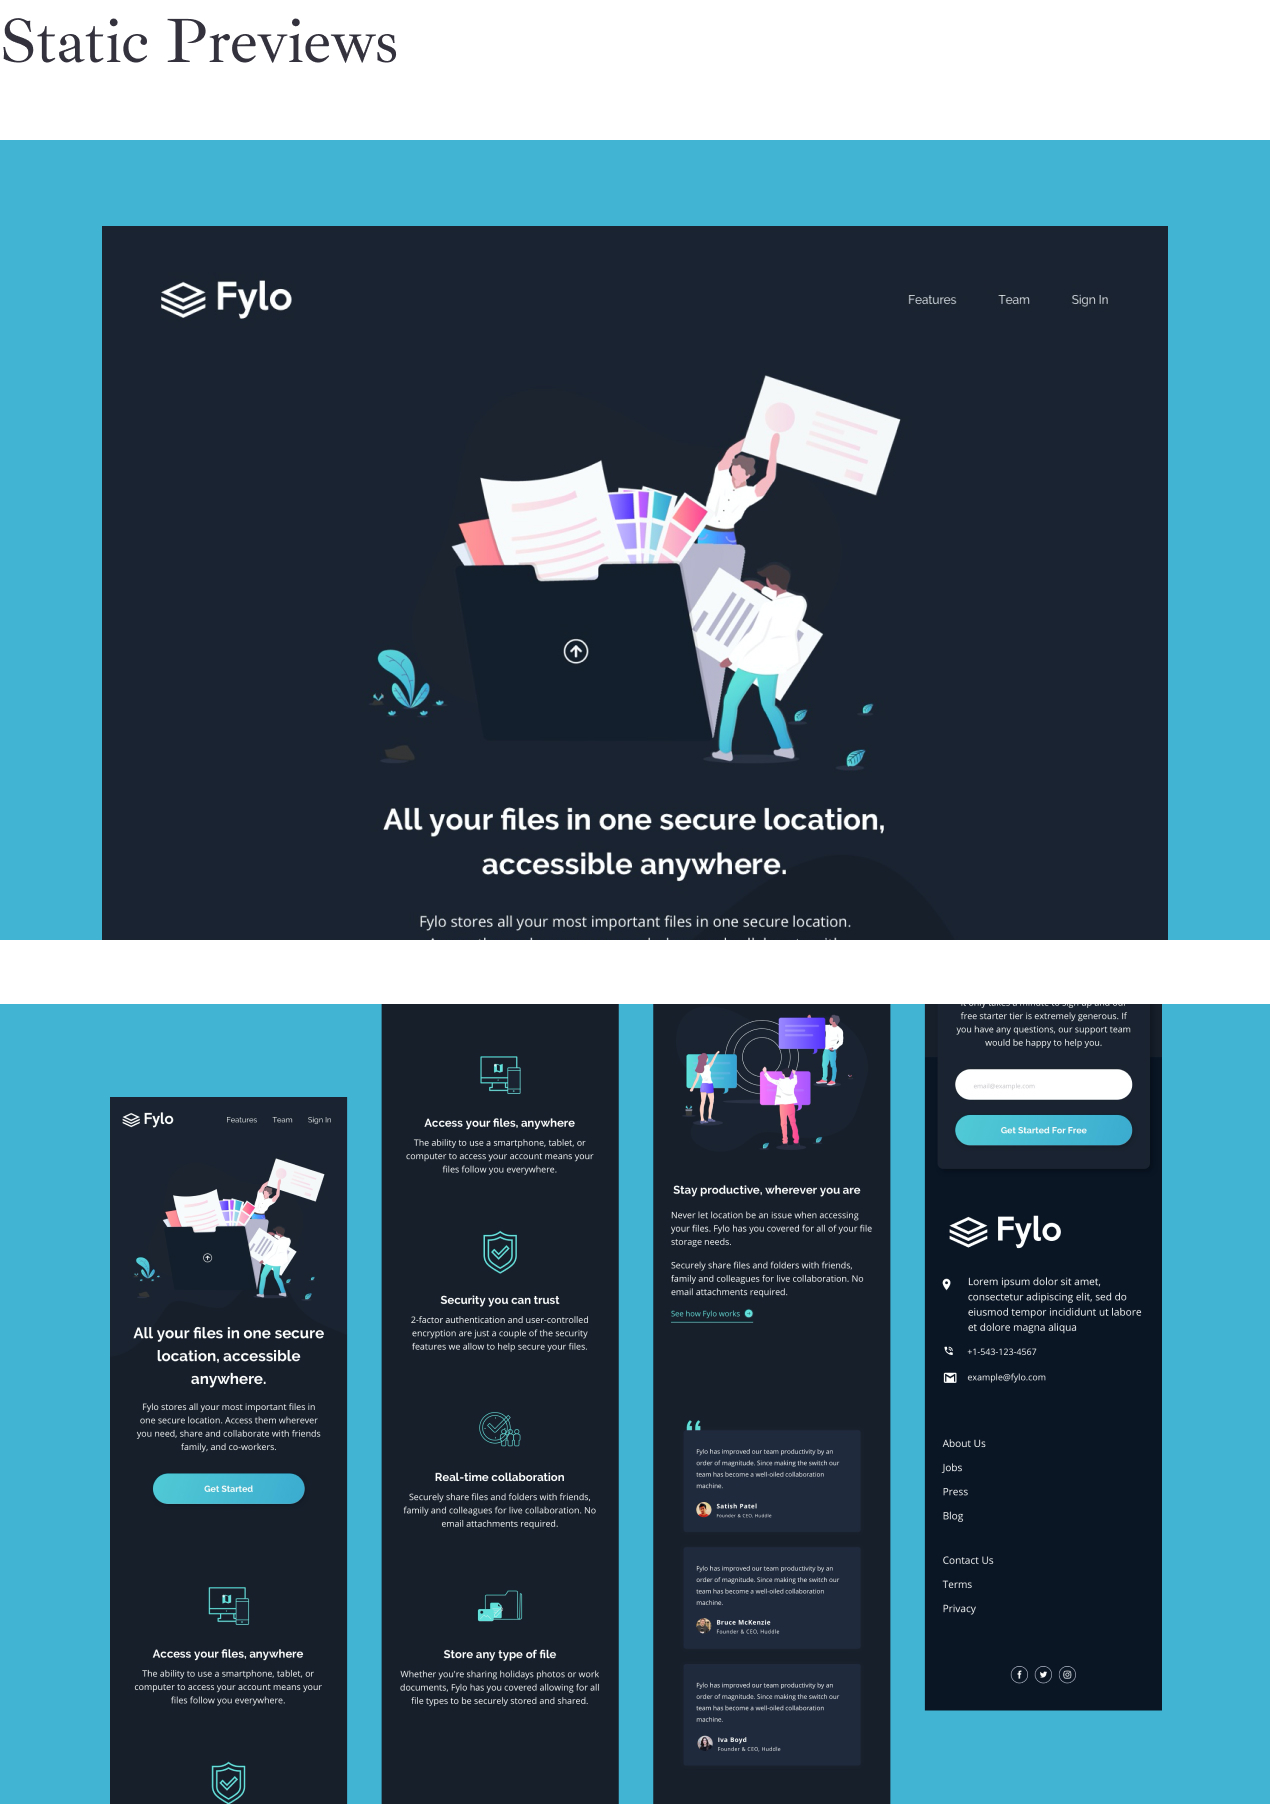 Static Previews
Fylo
Features Team Sign In
All your files in one secure location,
accessible anywhere.
Fylo stores all your most important files in one secure location.
Fylo
Features Team Sign In
All your files in one secure
location, accessible
anywhere.
Fylo stores all your most important files in
one secure location. Access them wherever
you need, share and collaborate with friends
family, and co-workers.
Get Started
Access your files, anywhere
The ability to use a smartphone, tablet, or
computer to access your account means your
files follow you everywhere.
Access your files, anywhere
The ability to use a smartphone, tablet, or
computer to access your account means your
files follow you everywhere.
Security you can trust
2-factor authentication and user-controlled
encryption are just a couple of the security
features we allow to help secure your files.
Real-time collaboration
Securely share files and folders with friends,
family and colleagues for live collaboration. No
email attachments required.
Store any type of file
Whether you're sharing holidays photos or work
documents, Fylo has you covered allowing for all
file types to be securely stored and shared.
Stay productive, wherever you are
Never let location be an issue when accessing
your files. Fylo has you covered for all of your file
storage needs.
Securely share files and folders with friends,
family and colleagues for live collaboration. No
email attachments required.
See how Fylo works
Fylo has improved our team productivity by an
order of magnitude. Since making the switch our
team has become a well-oiled collaboration
machine.
Satish Patel
Founder & CEO, Huddle
Fylo has improved our team productivity by an
order of magnitude. Since making the switch our
team has become a well-oiled collaboration
machine.
Bruce McKenzie
Founder & CEO, Huddle
Fylo has improved our team productivity by an
order of magnitude. Since making the switch our
team has become a well-oiled collaboration
machine.
Iva Boyd
Founder & CEO, Huddle
It only takes a minute to sign up and our
free starter tier is extremely generous. If
you have any questions, our support team
would be happy to help you.
email@example.com
Get Started For Free
Fylo
Lorem ipsum dolor sit amet,
consectetur adipiscing elit, sed do
eiusmod tempor incididunt ut labore
et dolore magna aliqua
+1-543-123-4567
example@fylo.com
About Us
Jobs
Press
Blog
Contact Us
Terms
Privacy